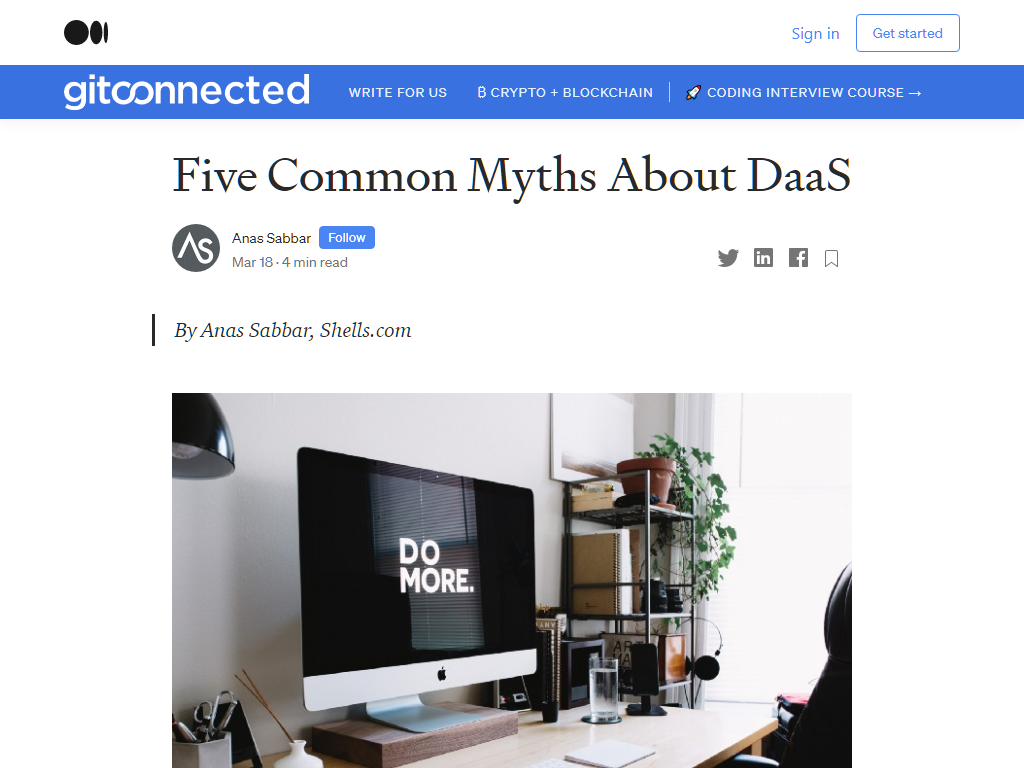 Sign in
Get started
gitconnected
WRITE FOR US
₿ CRYPTO + BLOCKCHAIN
🚀 CODING INTERVIEW COURSE →
Five Common Myths About DaaS
Anas Sabbar
Follow
Mar 18 · 4 min read
By Anas Sabbar, Shells.com
DO
MORE.